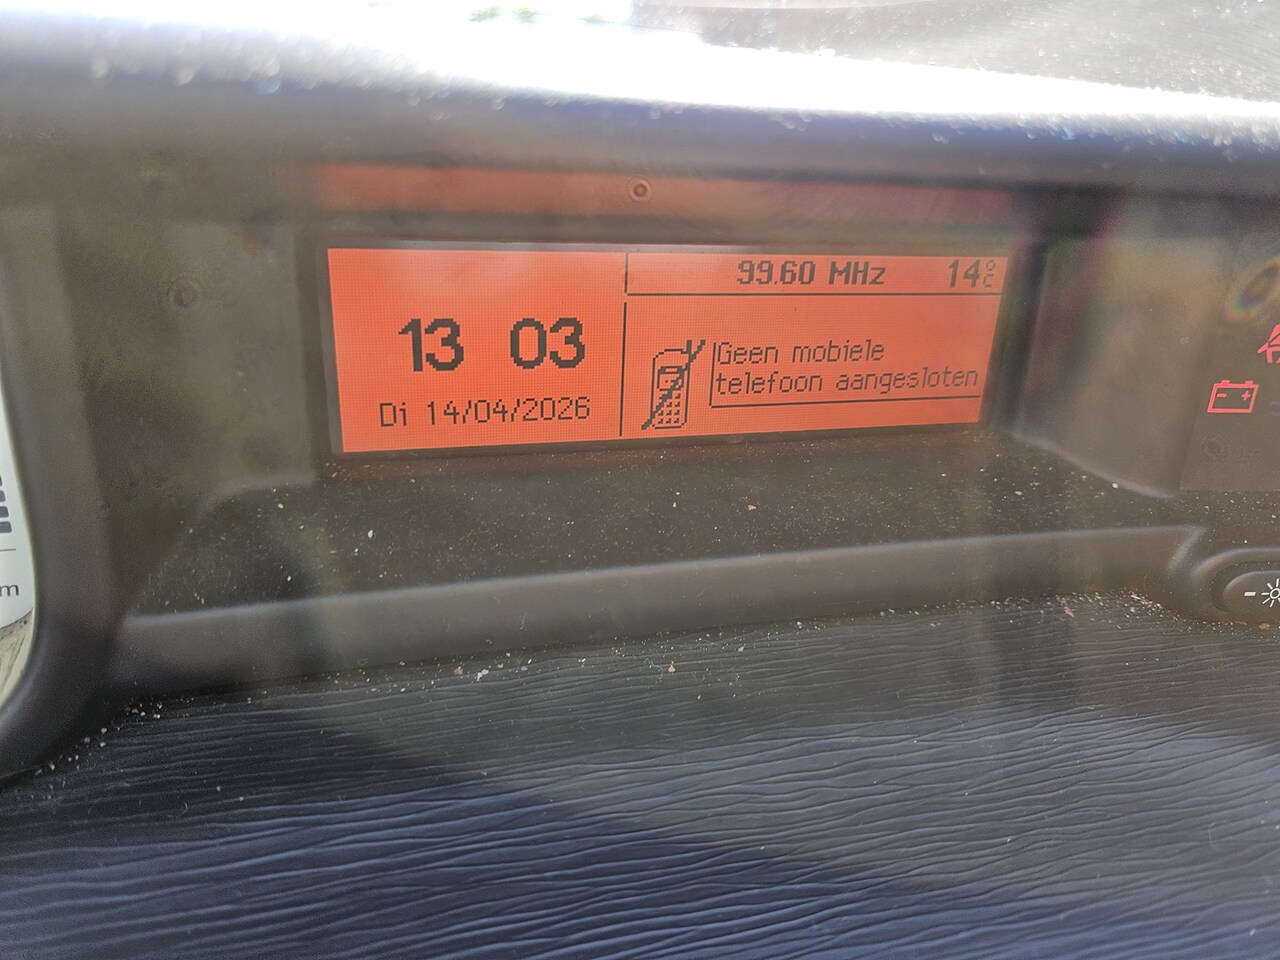 99.60 MHz 14°C
13 03
Geen mobiele
telefoon aangesloten
Di 14/04/2026
m